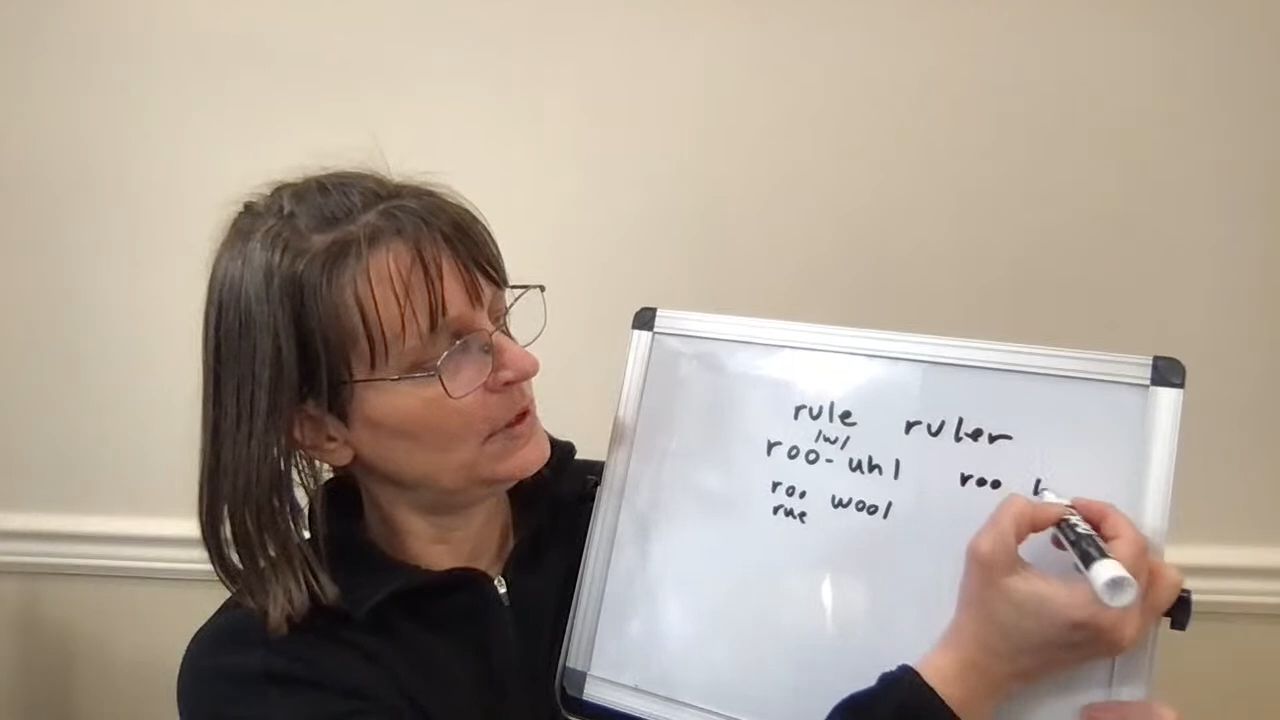 rule ruler
/w/
roo-uhl
roo wool roo
rue